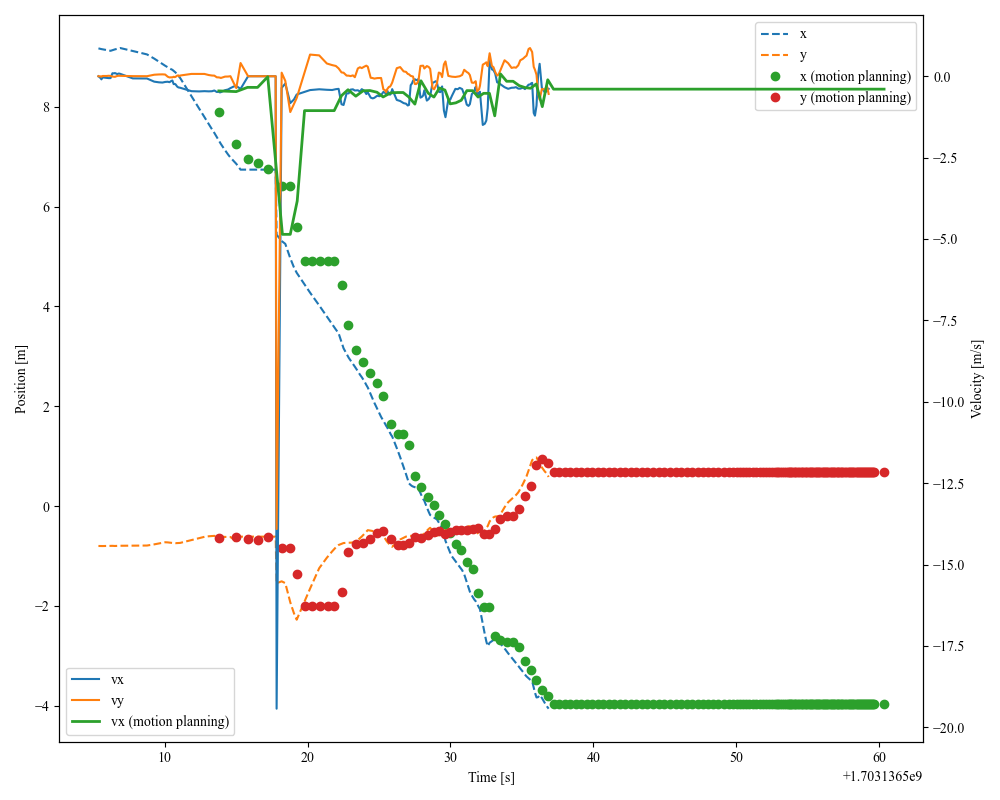 x
y
x (motion planning)
y (motion planning)
8
6
4
2
0
−2
−4
Position [m]
0.0
−2.5
−5.0
−7.5
−10.0
−12.5
−15.0
−17.5
−20.0
Velocity [m/s]
vx
vy
vx (motion planning)
10 20 30 40 50 60
Time [s]
+1.7031365e9